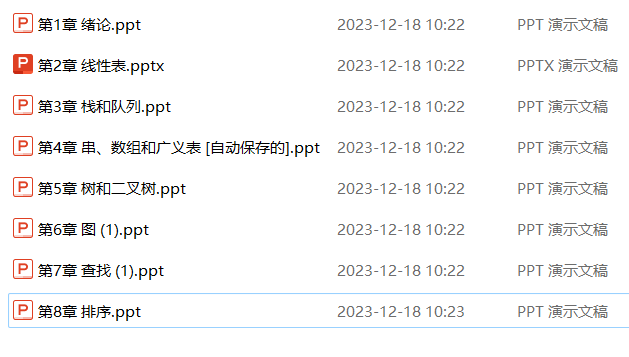 第1章 绪论.ppt 2023-12-18 10:22 PPT 演示文稿
第2章 线性表.pptx 2023-12-18 10:22 PPTX 演示文稿
第3章 栈和队列.ppt 2023-12-18 10:22 PPT 演示文稿
第4章 串、数组和广义表 [自动保存的].ppt 2023-12-18 10:22 PPT 演示文稿
第5章 树和二叉树.ppt 2023-12-18 10:22 PPT 演示文稿
第6章 图 (1).ppt 2023-12-18 10:22 PPT 演示文稿
第7章 查找 (1).ppt 2023-12-18 10:22 PPT 演示文稿
第8章 排序.ppt 2023-12-18 10:23 PPT 演示文稿